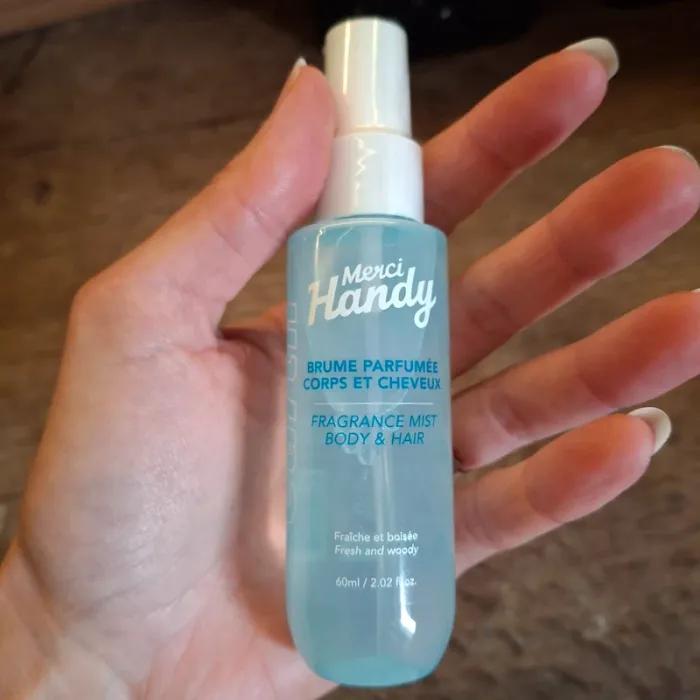 Merci
Handy
BRUME PARFUMÉE
CORPS ET CHEVEUX
FRAGRANCE MIST
BODY & HAIR
Fraîche et boisée
Fresh and woody
60ml / 2.02 fl oz.